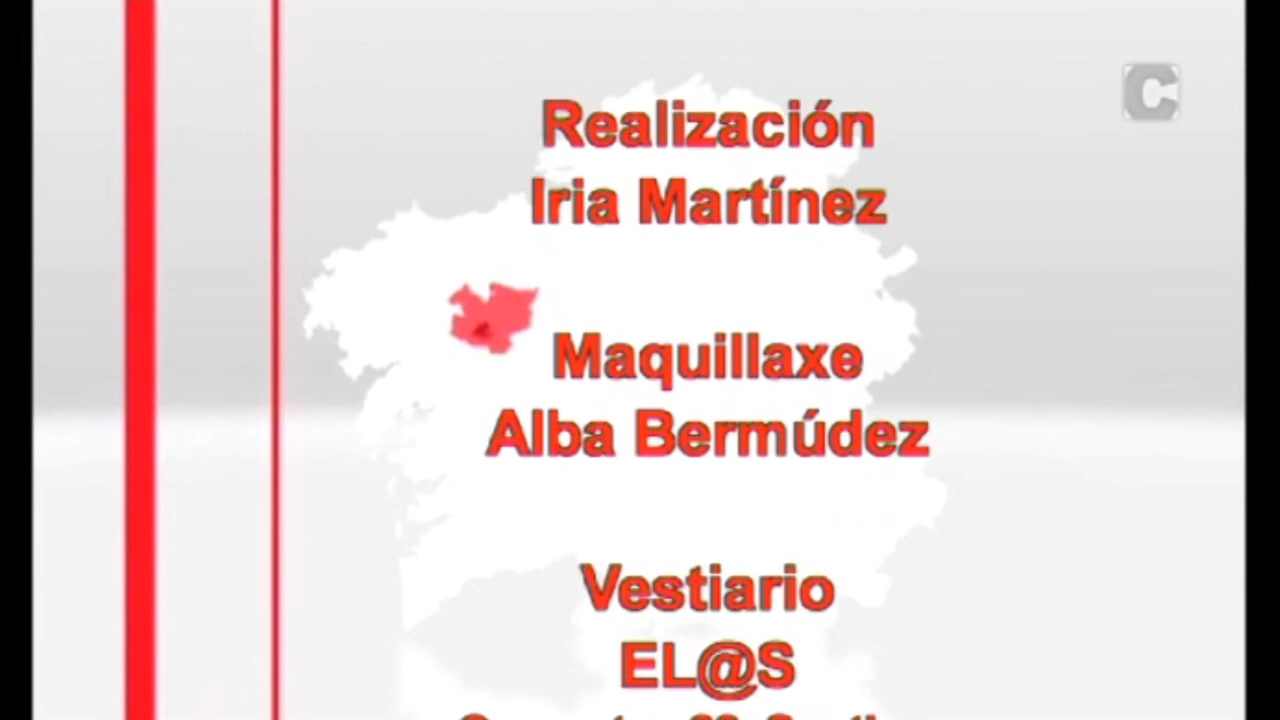 C
Realización
Iria Martínez
Maquillaxe
Alba Bermúdez
Vestiario
EL@S